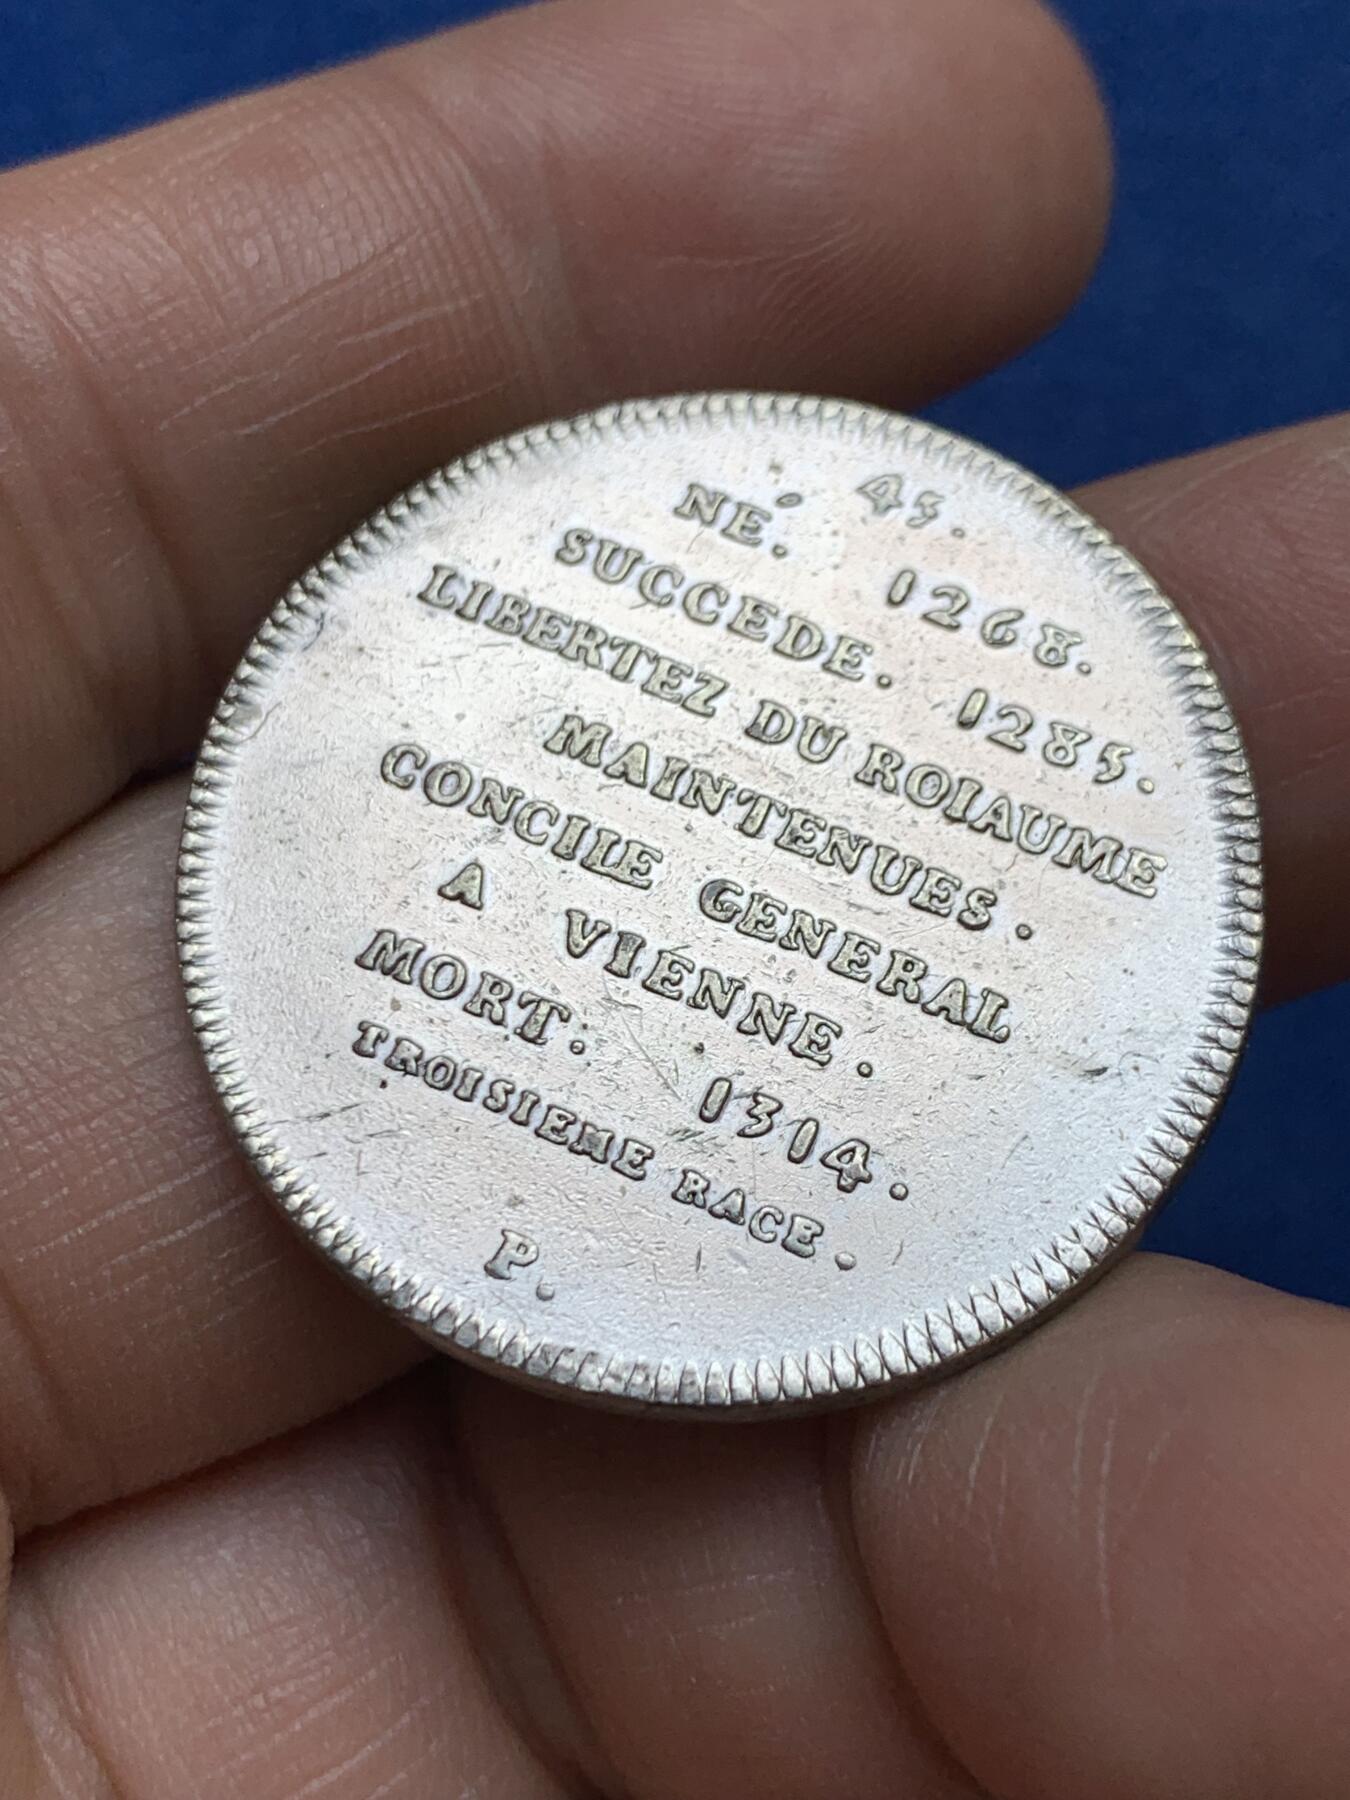 45.
NE. 1268.
SUCCEDE. 1285.
LIBERTEZ DU ROIAUME
MAINTENUES.
CONCILE GENERAL
A VIENNE.
MORT. 1314.
TROISIEME RACE.
P.